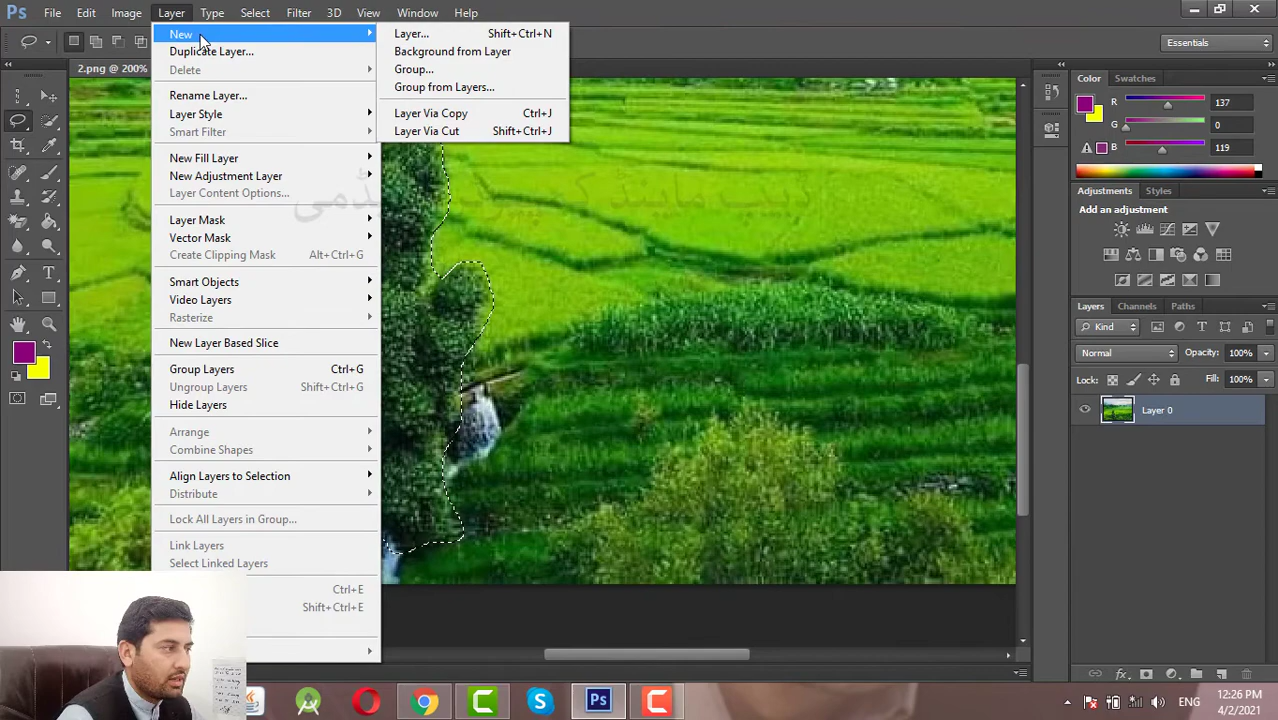 Ps File Edit Image Layer Type Select Filter 3D View Window Help
Essentials
2.png @ 200%
New
Duplicate Layer...
Delete
Rename Layer...
Layer Style
Smart Filter
New Fill Layer
New Adjustment Layer
Layer Content Options...
Layer Mask
Vector Mask
Create Clipping Mask Alt+Ctrl+G
Smart Objects
Video Layers
Rasterize
New Layer Based Slice
Group Layers Ctrl+G
Ungroup Layers Shift+Ctrl+G
Hide Layers
Arrange
Combine Shapes
Align Layers to Selection
Distribute
Lock All Layers in Group...
Link Layers
Select Linked Layers
Ctrl+E
Shift+Ctrl+E
Layer... Shift+Ctrl+N
Background from Layer
Group...
Group from Layers...
Layer Via Copy Ctrl+J
Layer Via Cut Shift+Ctrl+J
Color Swatches
R 137
G 0
B 119
Adjustments Styles
Add an adjustment
Layers Channels Paths
Kind
Normal Opacity: 100%
Lock: Fill: 100%
Layer 0
Ps
12:26 PM
4/2/2021